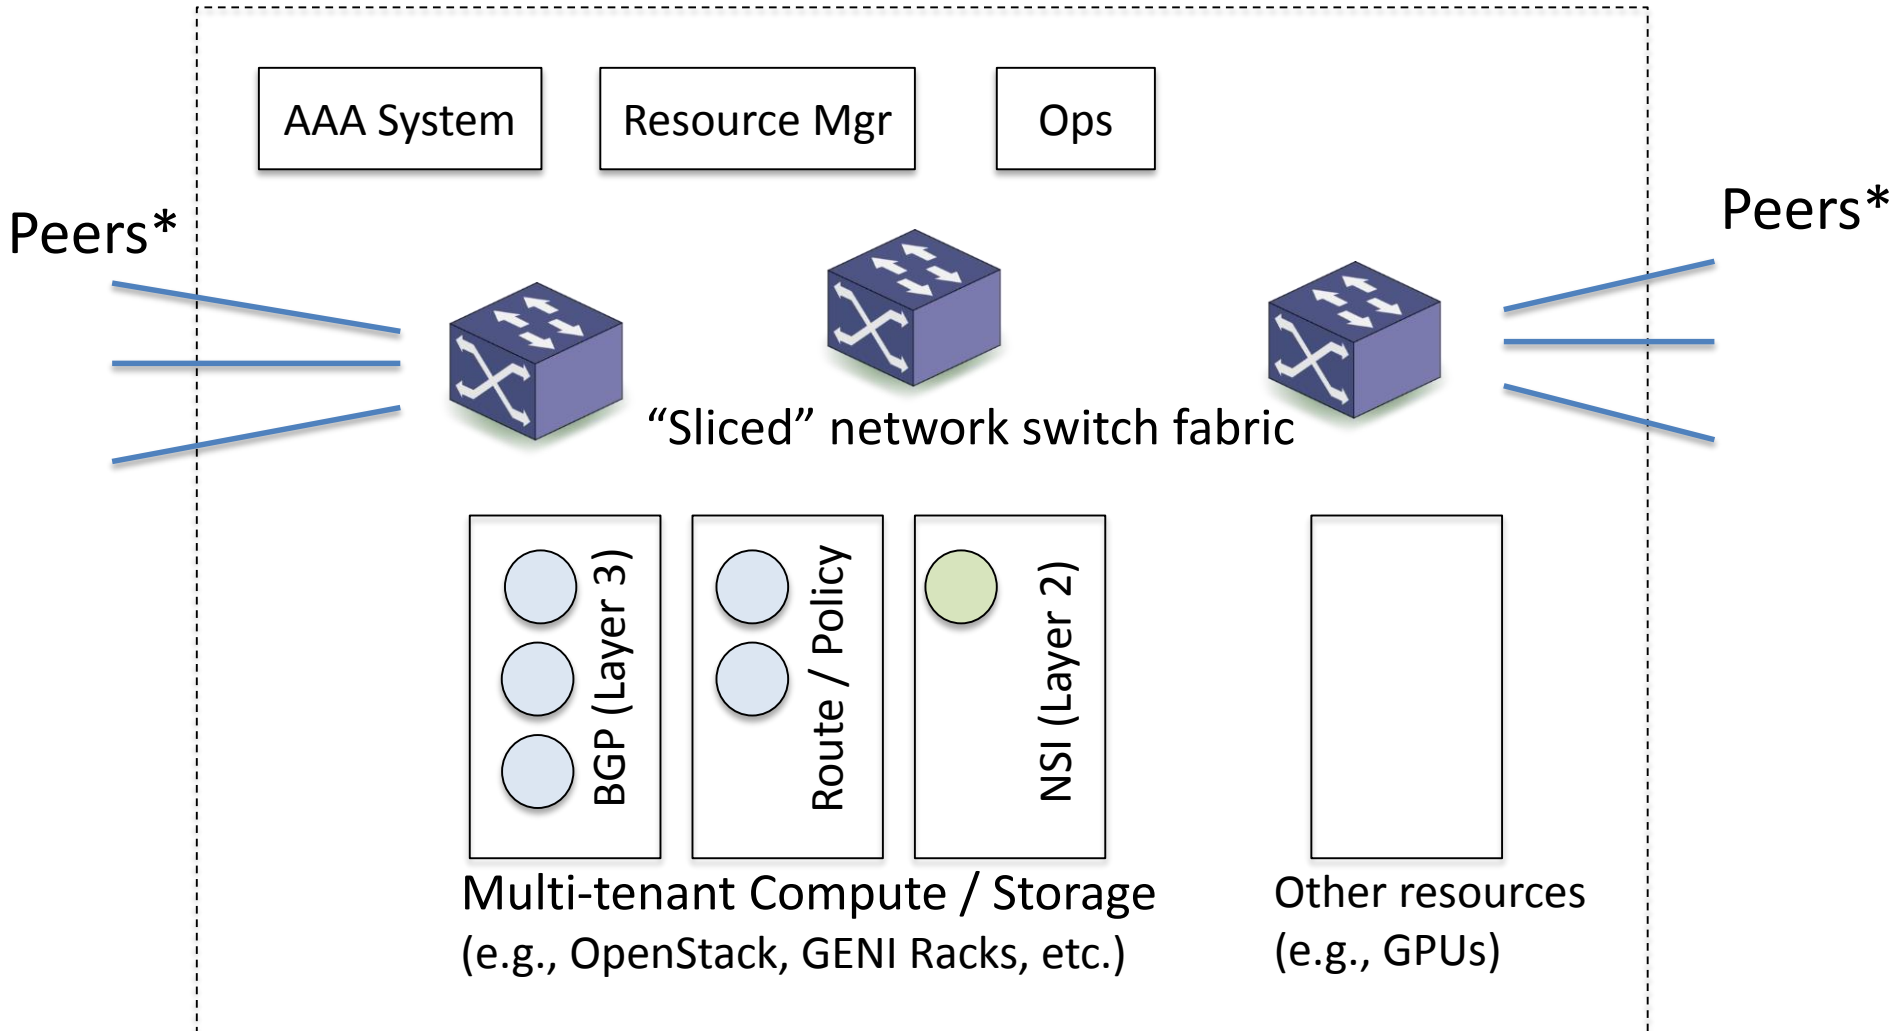 AAA System
Resource Mgr
Ops
Peers*
Peers*
“Sliced” network switch fabric
BGP (Layer 3)
Route / Policy
NSI (Layer 2)
Multi-tenant Compute / Storage
(e.g., OpenStack, GENI Racks, etc.)
Other resources
(e.g., GPUs)